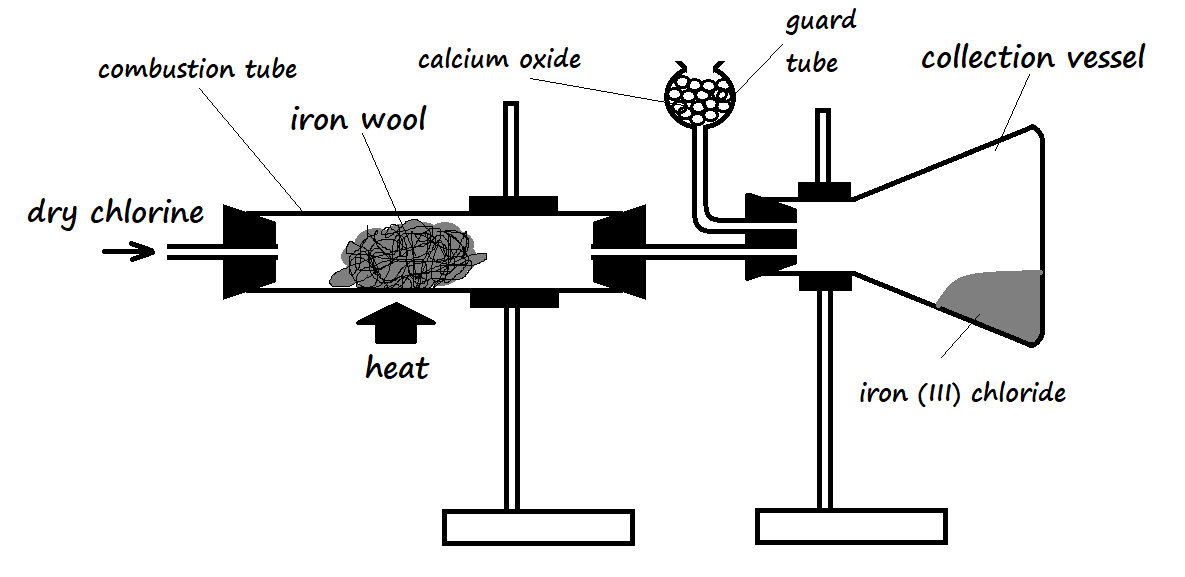 guard
tube
calcium oxide
collection vessel
combustion tube
iron wool
dry chlorine
heat
iron (III) chloride